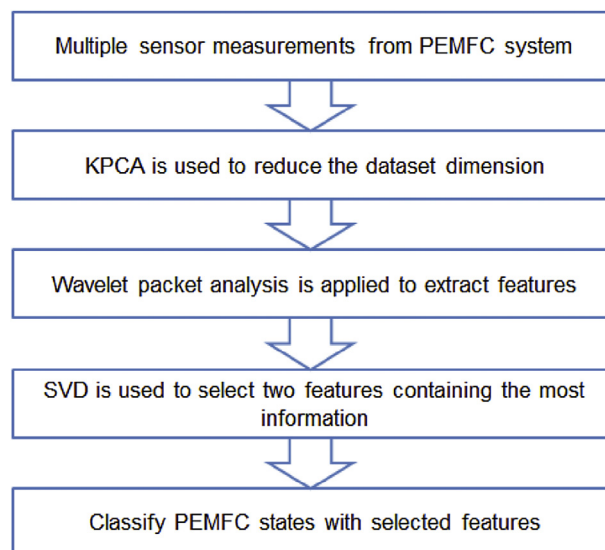 Multiple sensor measurements from PEMFC system
KPCA is used to reduce the dataset dimension
Wavelet packet analysis is applied to extract features
SVD is used to select two features containing the most
information
Classify PEMFC states with selected features